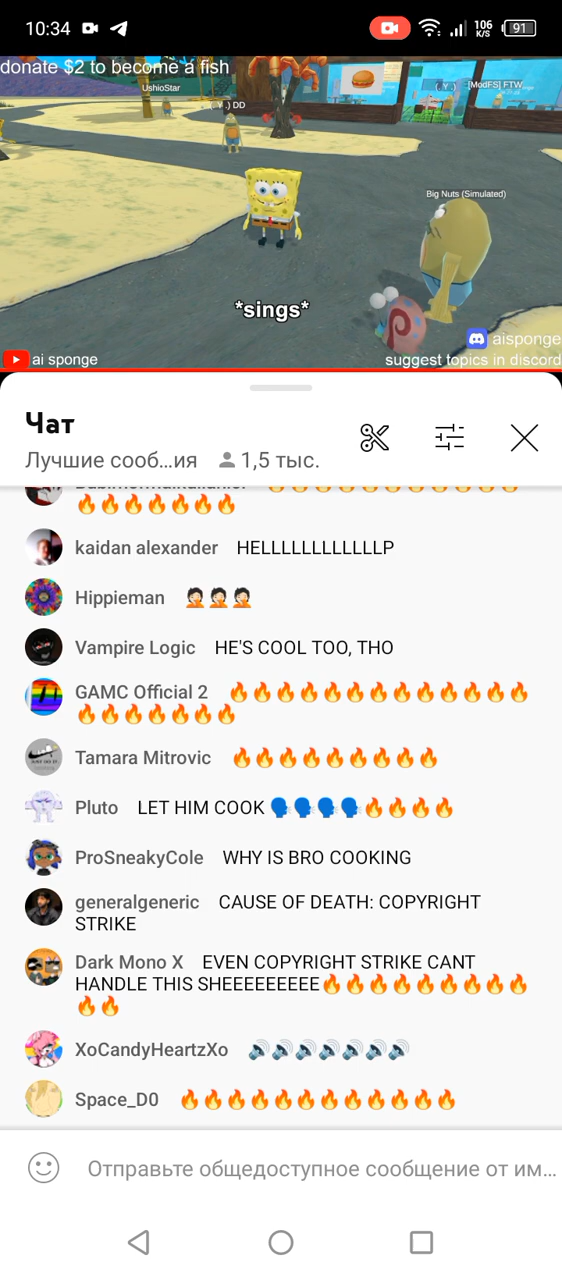 10:34
106
K/S
91
donate $2 to become a fish
UshioStar
( . Y . ) DD
( . Y . )
[ModFS] FTW
Big Nuts (Simulated)
*sings*
aisponge
ai sponge
suggest topics in discord
Чат
Лучшие сооб...ия 1,5 тыс.
🔥🔥🔥🔥🔥🔥🔥
kaidan alexander HELLLLLLLLLLLLP
Hippieman 🤦🏻🤦🏻🤦🏻
Vampire Logic HE'S COOL TOO, THO
GAMC Official 2 🔥🔥🔥🔥🔥🔥🔥🔥🔥🔥🔥🔥🔥
🔥🔥🔥🔥🔥🔥🔥
Tamara Mitrovic 🔥🔥🔥🔥🔥🔥🔥🔥🔥
Pluto LET HIM COOK 🗣🗣🗣🗣🔥🔥🔥🔥
ProSneakyCole WHY IS BRO COOKING
generalgeneric CAUSE OF DEATH: COPYRIGHT
STRIKE
Dark Mono X EVEN COPYRIGHT STRIKE CANT
HANDLE THIS SHEEEEEEEEE🔥🔥🔥🔥🔥🔥🔥🔥🔥
🔥🔥
XoCandyHeartzXo 🔊🔊🔊🔊🔊🔊🔊
Space_D0 🔥🔥🔥🔥🔥🔥🔥🔥🔥🔥🔥🔥
Отправьте общедоступное сообщение от им...